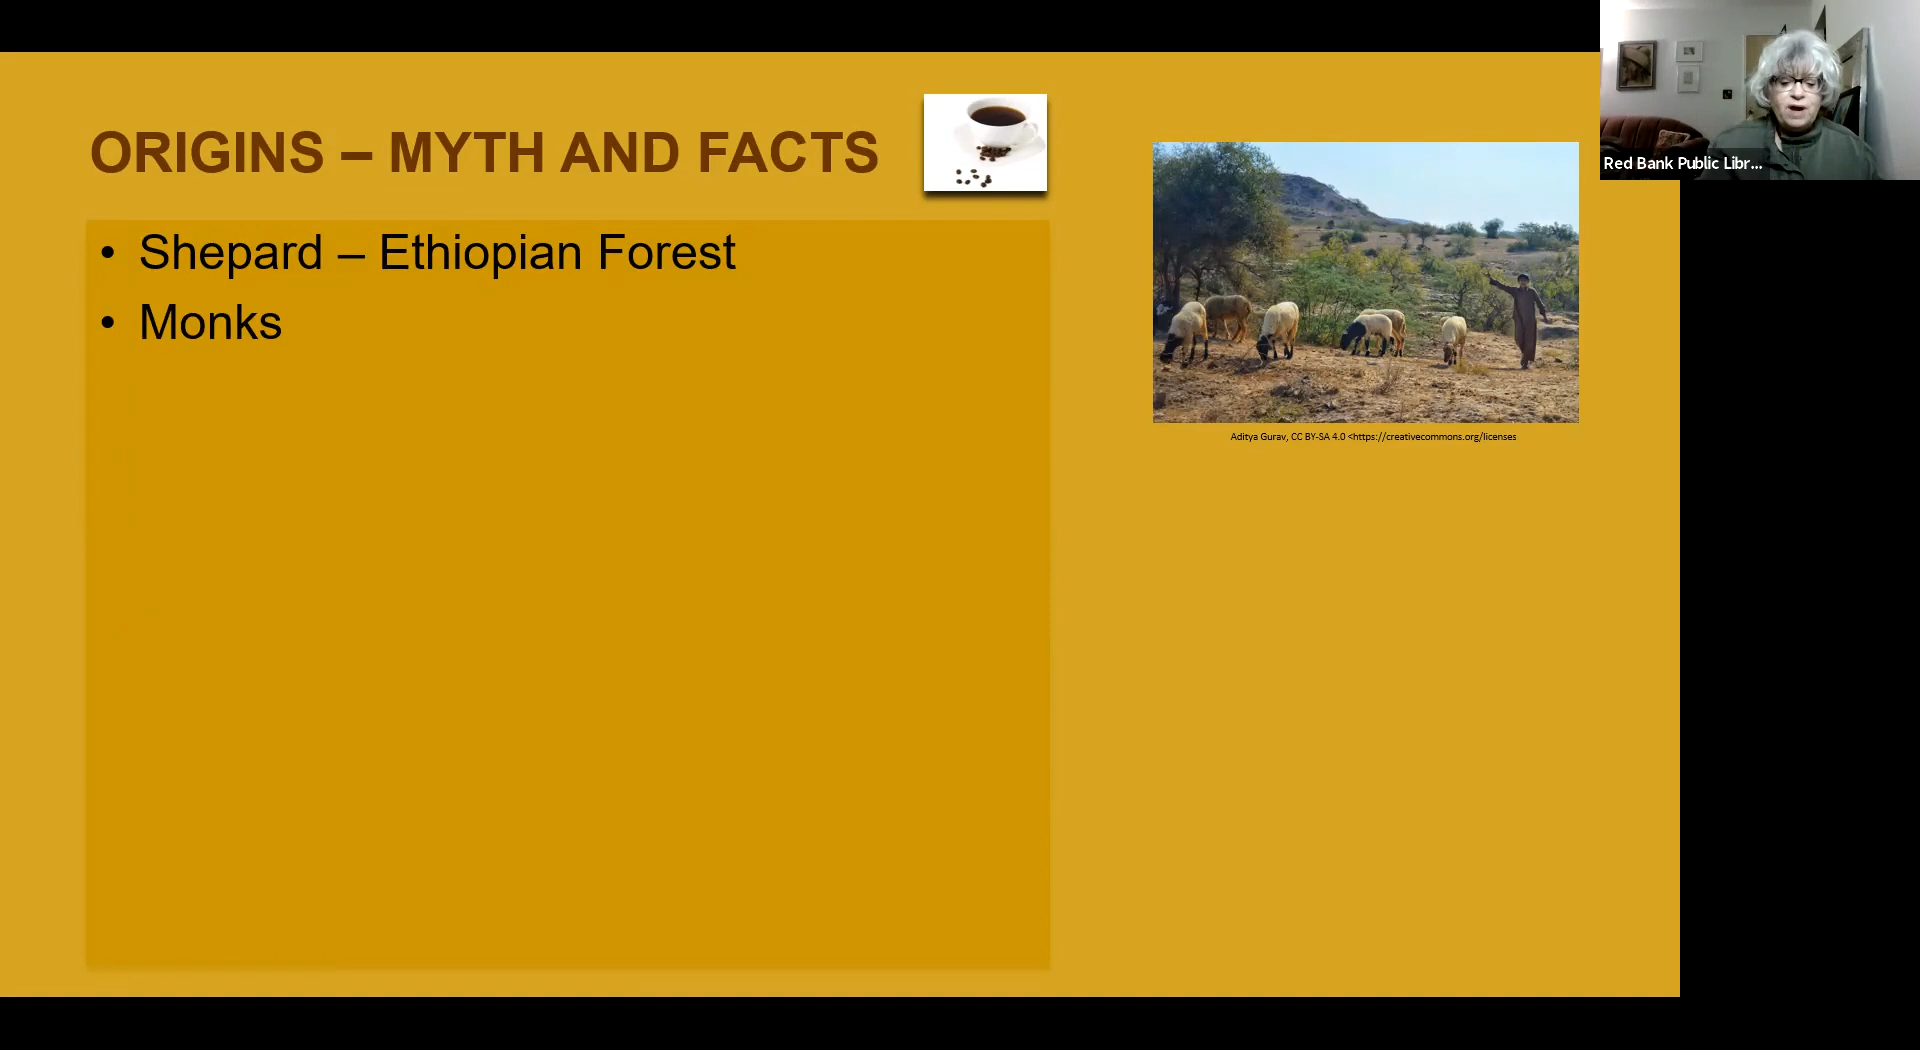 ORIGINS – MYTH AND FACTS
• Shepard – Ethiopian Forest
• Monks
Aditya Gurav, CC BY-SA 4.0 <https://creativecommons.org/licenses
Red Bank Public Libr...